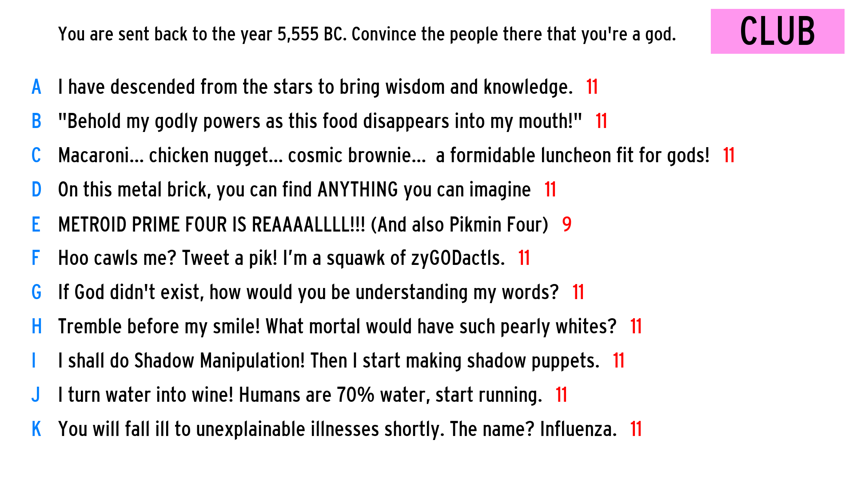 You are sent back to the year 5,555 BC. Convince the people there that you're a god. CLUB
A I have descended from the stars to bring wisdom and knowledge. 11
B "Behold my godly powers as this food disappears into my mouth!" 11
C Macaroni... chicken nugget... cosmic brownie... a formidable luncheon fit for gods! 11
D On this metal brick, you can find ANYTHING you can imagine 11
E METROID PRIME FOUR IS REAAAALLLL!!! (And also Pikmin Four) 9
F Hoo cawls me? Tweet a pik! I'm a squawk of zyGODactls. 11
G If God didn't exist, how would you be understanding my words? 11
H Tremble before my smile! What mortal would have such pearly whites? 11
I I shall do Shadow Manipulation! Then I start making shadow puppets. 11
J I turn water into wine! Humans are 70% water, start running. 11
K You will fall ill to unexplainable illnesses shortly. The name? Influenza. 11